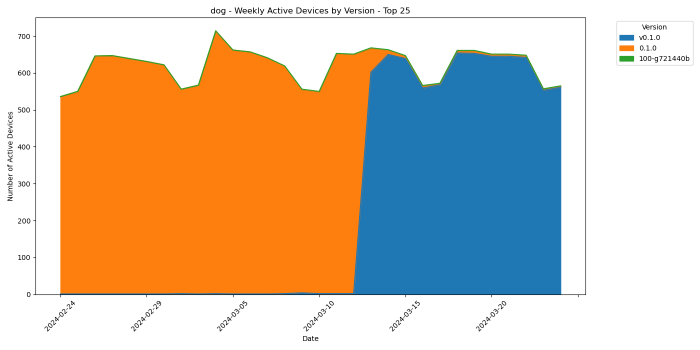 dog - Weekly Active Devices by Version - Top 25
Version
v0.1.0
0.1.0
100-g721440b
Number of Active Devices
700
600
500
400
300
200
100
0
2024-02-24
2024-02-29
2024-03-05
2024-03-10
2024-03-15
2024-03-20
Date